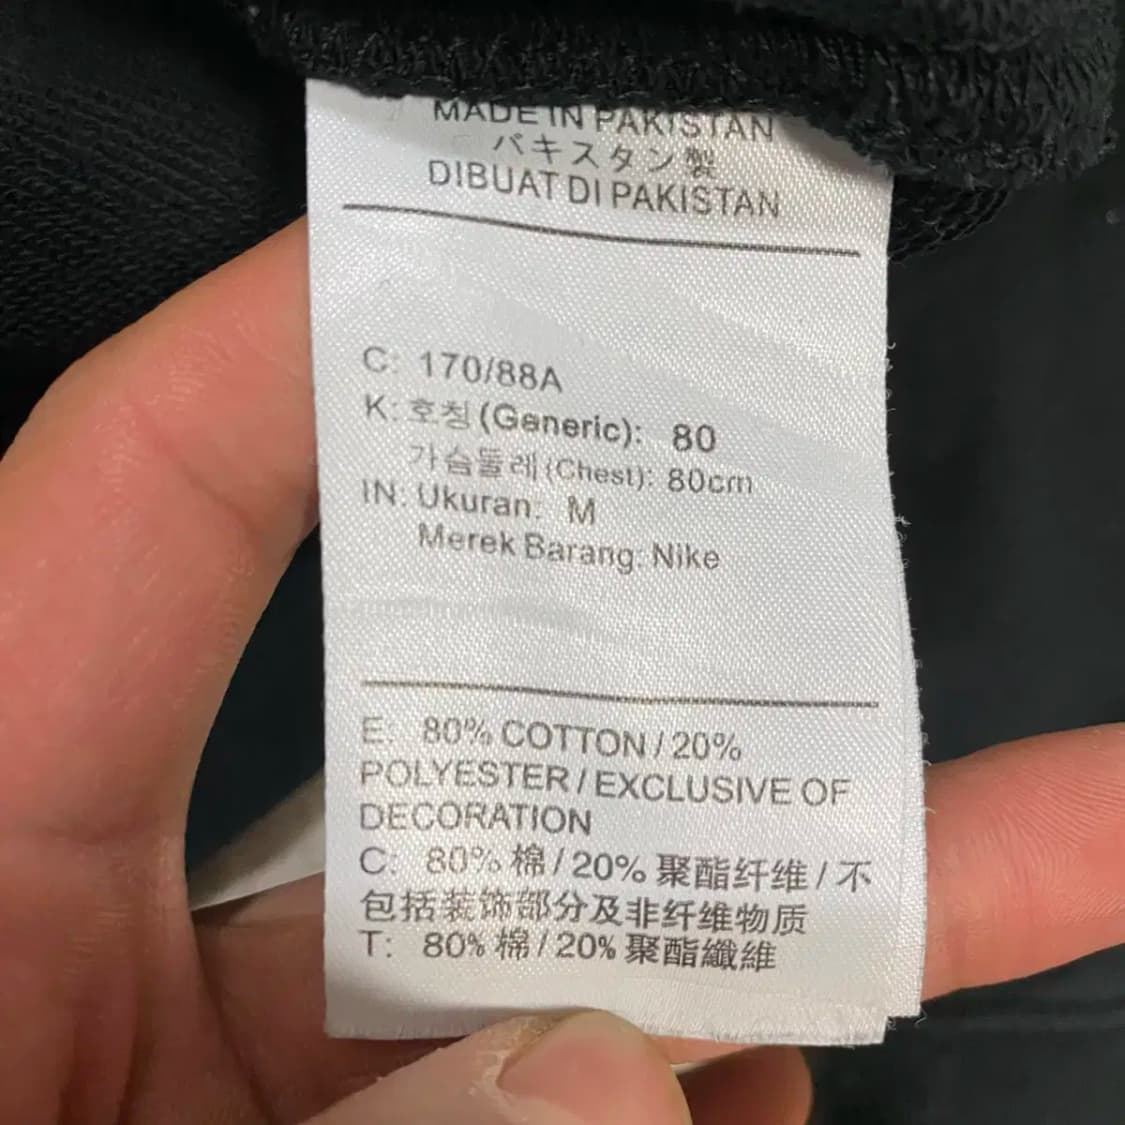 MADE IN PAKISTAN
パキスタン製
DIBUAT DI PAKISTAN
C: 170/88A
K: 호칭 (Generic): 80
가슴둘레 (Chest): 80cm
IN: Ukuran: M
Merek Barang: Nike
E: 80% COTTON / 20%
POLYESTER / EXCLUSIVE OF
DECORATION
C: 80% 棉 / 20% 聚酯纤维 / 不
包括装饰部分及非纤维物质
T: 80% 棉 / 20% 聚酯纖維